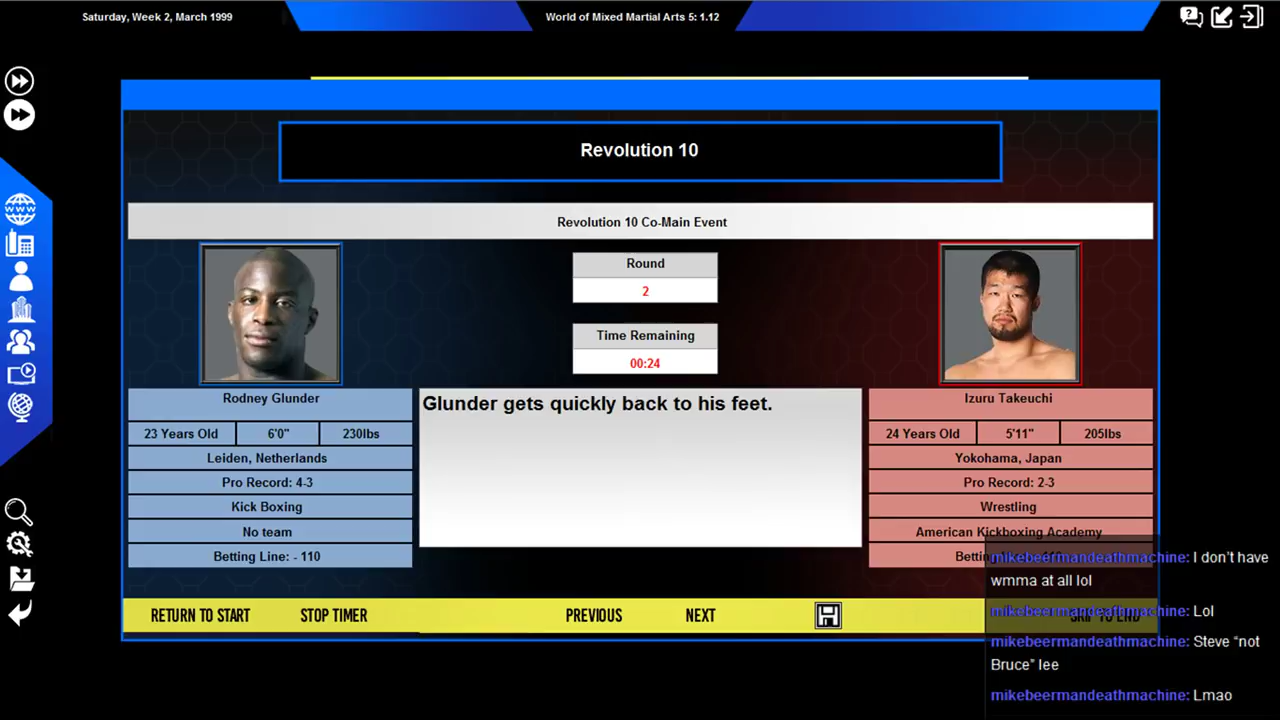 Saturday, Week 2, March 1999
World of Mixed Martial Arts 5: 1.12
Revolution 10
Revolution 10 Co-Main Event
Round
2
Time Remaining
00:24
Rodney Glunder
23 Years Old
6'0"
230lbs
Leiden, Netherlands
Pro Record: 4-3
Kick Boxing
No team
Betting Line: - 110
Glunder gets quickly back to his feet.
Izuru Takeuchi
24 Years Old
5'11"
205lbs
Yokohama, Japan
Pro Record: 2-3
Wrestling
American Kickboxing Academy
RETURN TO START
STOP TIMER
PREVIOUS
NEXT
SKIP TO END
mikebeermandeathmachine: I don't have
wmma at all lol
mikebeermandeathmachine: Lol
mikebeermandeathmachine: Steve “not
Bruce” lee
mikebeermandeathmachine: Lmao